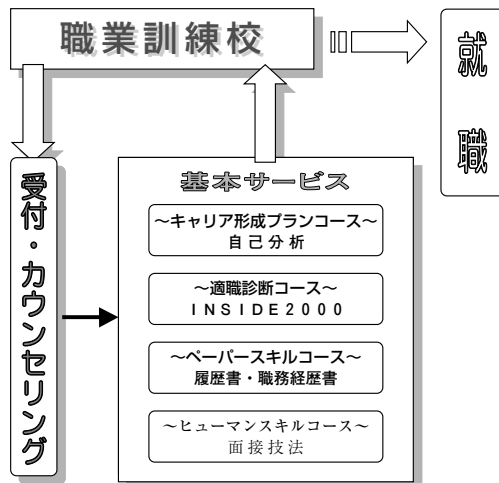 職業訓練校
就職
受付・カウンセリング
基本サービス
～キャリア形成プランコース～
自己分析
～適職診断コース～
ＩＮＳＩＤＥ２０００
～ペーパースキルコース～
履歴書・職務経歴書
～ヒューマンスキルコース～
面接技法